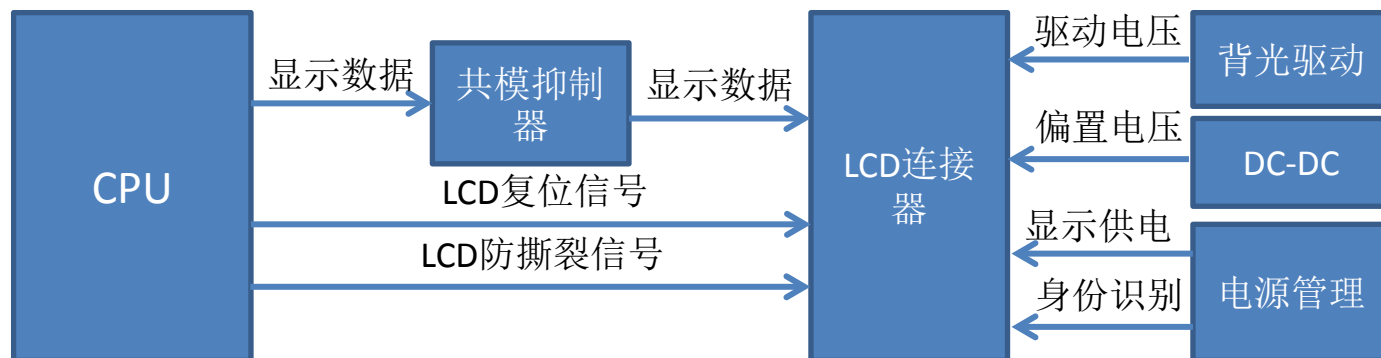 驱动电压
背光驱动
显示数据
共模抑制
器
显示数据
偏置电压
DC-DC
CPU
LCD连接
器
LCD复位信号
显示供电
LCD防撕裂信号
身份识别
电源管理